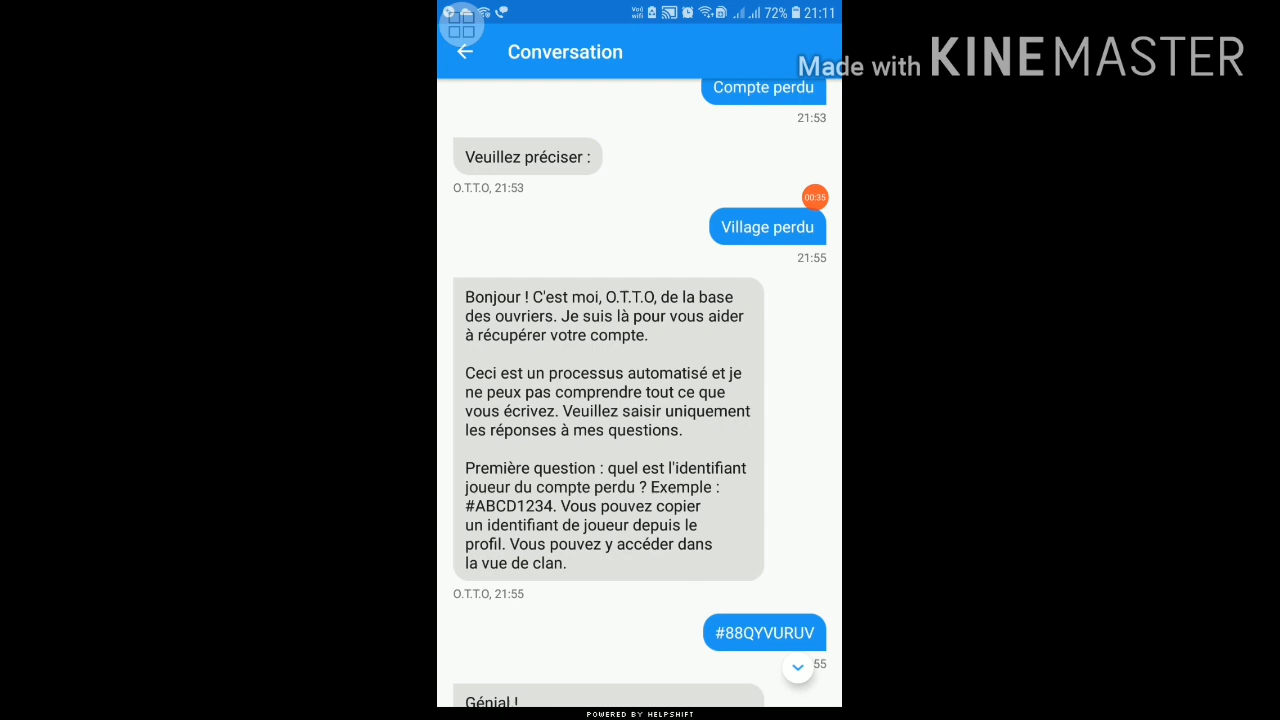 Voj
wifi
72%
21:11
Conversation
Made with KINEMASTER
Compte perdu
21:53
Veuillez préciser :
O.T.T.O, 21:53
00:35
Village perdu
21:55
Bonjour ! C'est moi, O.T.T.O, de la base
des ouvriers. Je suis là pour vous aider
à récupérer votre compte.
Ceci est un processus automatisé et je
ne peux pas comprendre tout ce que
vous écrivez. Veuillez saisir uniquement
les réponses à mes questions.
Première question : quel est l'identifiant
joueur du compte perdu ? Exemple :
#ABCD1234. Vous pouvez copier
un identifiant de joueur depuis le
profil. Vous pouvez y accéder dans
la vue de clan.
O.T.T.O, 21:55
#88QYVURUV
55
Génial !
POWERED BY HELPSHIFT